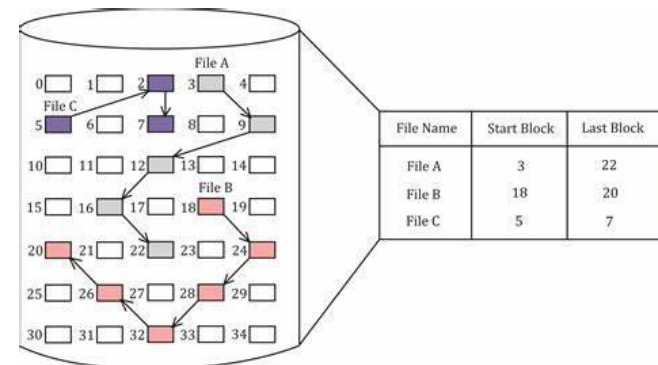 File A
0 1 2 3 4
File C
5 6 7 8 9
10 11 12 13 14
File B
15 16 17 18 19
20 21 22 23 24
25 26 27 28 29
30 31 32 33 34
File Name Start Block Last Block
File A 3 22
File B 18 20
File C 5 7